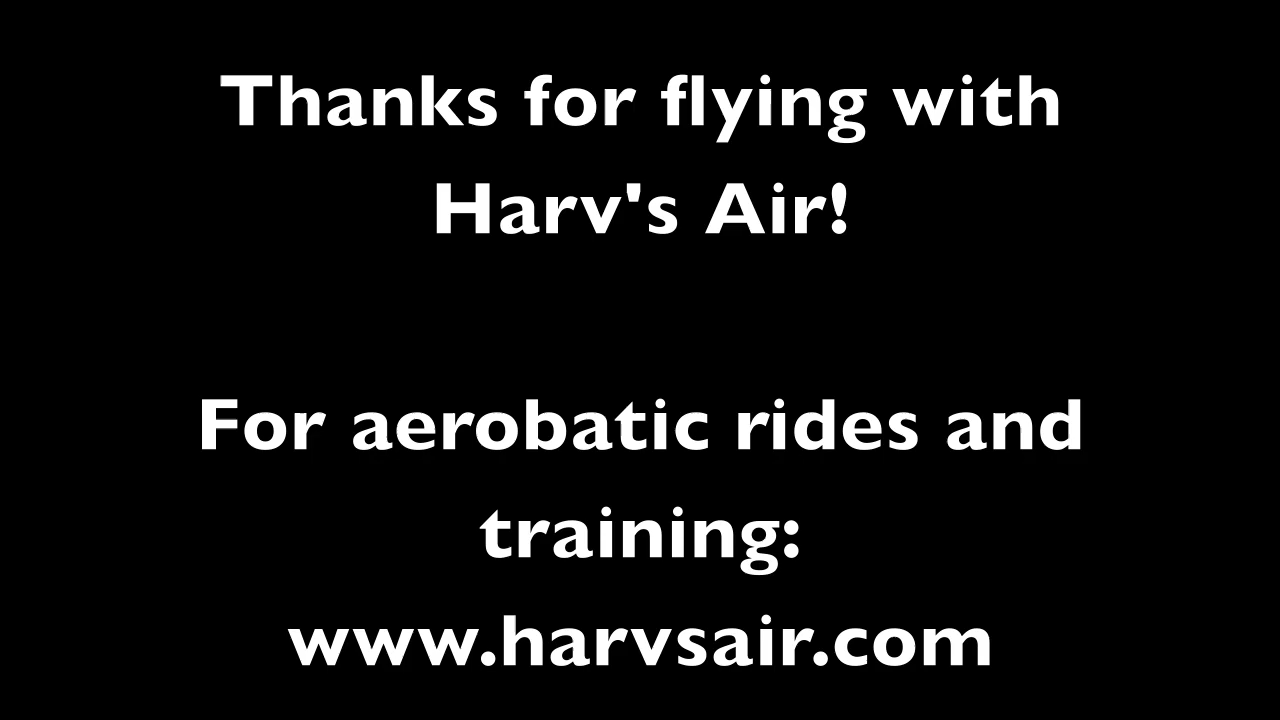 Thanks for flying with
Harv's Air!
For aerobatic rides and
training:
www.harvsair.com